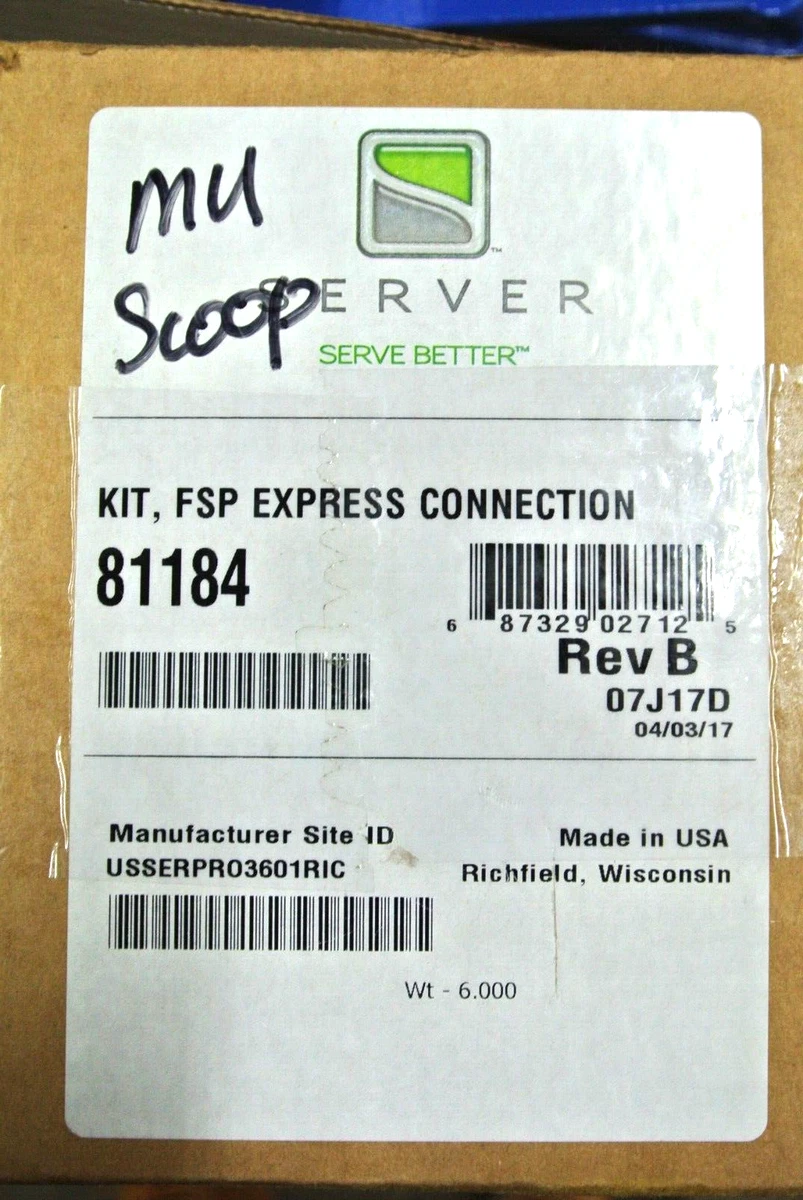 MU
Scoop
SERVER
SERVE BETTER™
KIT, FSP EXPRESS CONNECTION
81184
6 87329 02712 5
Rev B
07J17D
04/03/17
Manufacturer Site ID
USSERPRO3601RIC
Made in USA
Richfield, Wisconsin
Wt - 6.000